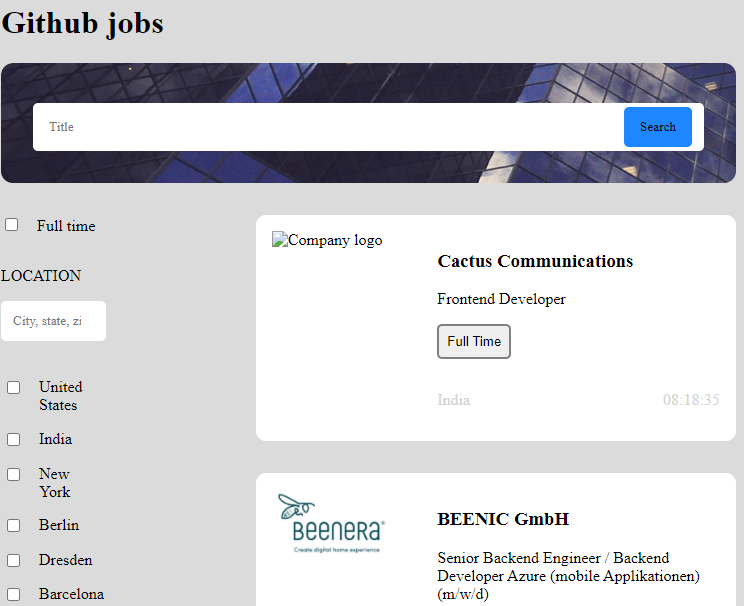 Github jobs
Title
Search
Full time
LOCATION
City, state, zi
United
States
India
New
York
Berlin
Dresden
Barcelona
Company logo
Cactus Communications
Frontend Developer
Full Time
India
08:18:35
BEENERA
Create digital home experience
BEENIC GmbH
Senior Backend Engineer / Backend
Developer Azure (mobile Applikationen)
(m/w/d)